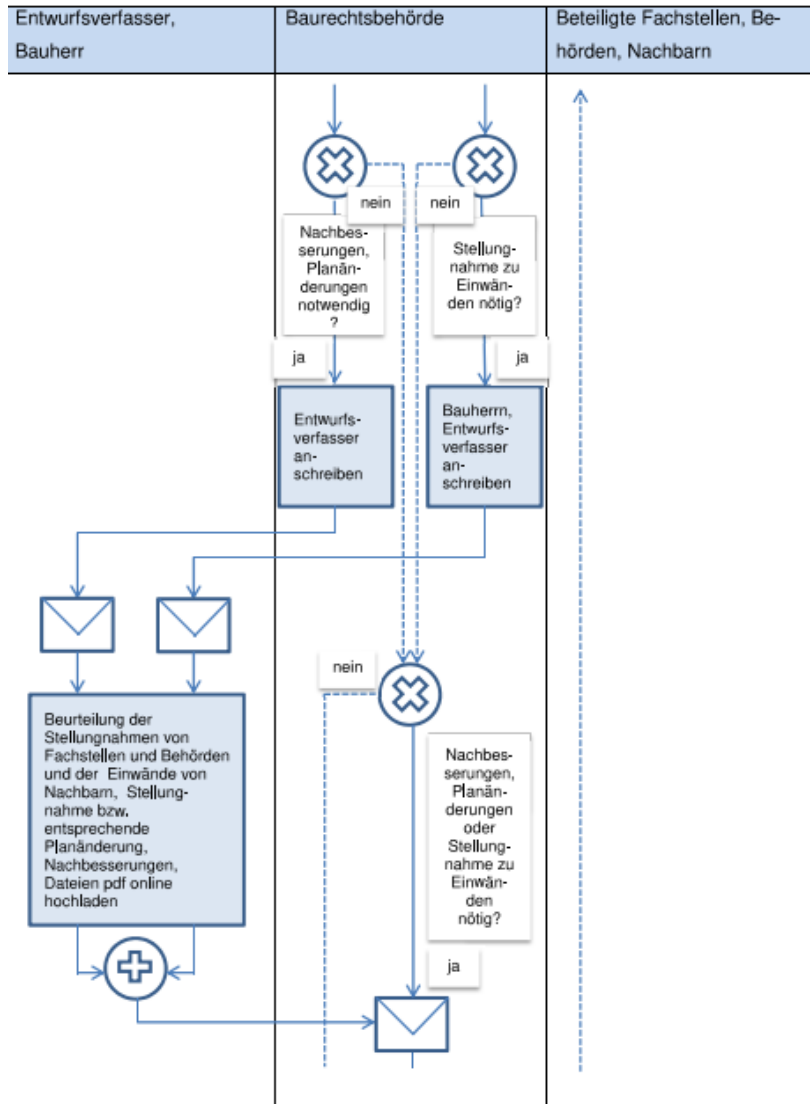 Entwurfsverfasser,
Bauherr
Baurechtsbehörde
Beteiligte Fachstellen, Be-
hörden, Nachbarn
nein
nein
Nachbes-
serungen,
Planän-
derungen
notwendig
?
Stellung-
nahme zu
Einwän-
den nötig?
ja
ja
Entwurfs-
verfasser
an-
schreiben
Bauherrn,
Entwurfs-
verfasser
an-
schreiben
nein
Beurteilung der
Stellungnahmen von
Fachstellen und Behörden
und der Einwände von
Nachbarn, Stellung-
nahme bzw.
entsprechende
Planänderung,
Nachbesserungen,
Dateien pdf online
hochladen
Nachbes-
serungen,
Planän-
derungen
oder
Stellung-
nahme zu
Einwän-
den
nötig?
ja